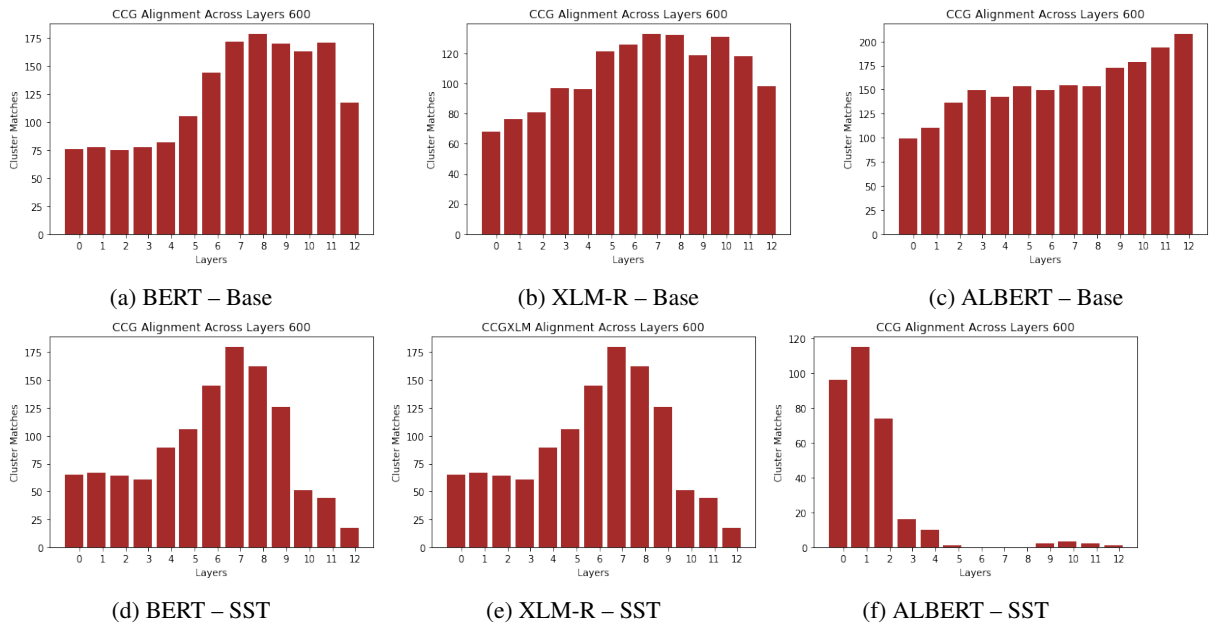 CCG Alignment Across Layers 600
175
150
125
100
75
50
25
0
Cluster Matches
0 1 2 3 4 5 6 7 8 9 10 11 12
Layers
(a) BERT – Base
CCG Alignment Across Layers 600
120
100
80
60
40
20
0
Cluster Matches
0 1 2 3 4 5 6 7 8 9 10 11 12
Layers
(b) XLM-R – Base
CCG Alignment Across Layers 600
200
175
150
125
100
75
50
25
0
Cluster Matches
0 1 2 3 4 5 6 7 8 9 10 11 12
Layers
(c) ALBERT – Base
CCG Alignment Across Layers 600
175
150
125
100
75
50
25
0
Cluster Matches
0 1 2 3 4 5 6 7 8 9 10 11 12
Layers
(d) BERT – SST
CCGXLM Alignment Across Layers 600
175
150
125
100
75
50
25
0
Cluster Matches
0 1 2 3 4 5 6 7 8 9 10 11 12
Layers
(e) XLM-R – SST
CCG Alignment Across Layers 600
120
100
80
60
40
20
0
Cluster Matches
0 1 2 3 4 5 6 7 8 9 10 11 12
Layers
(f) ALBERT – SST